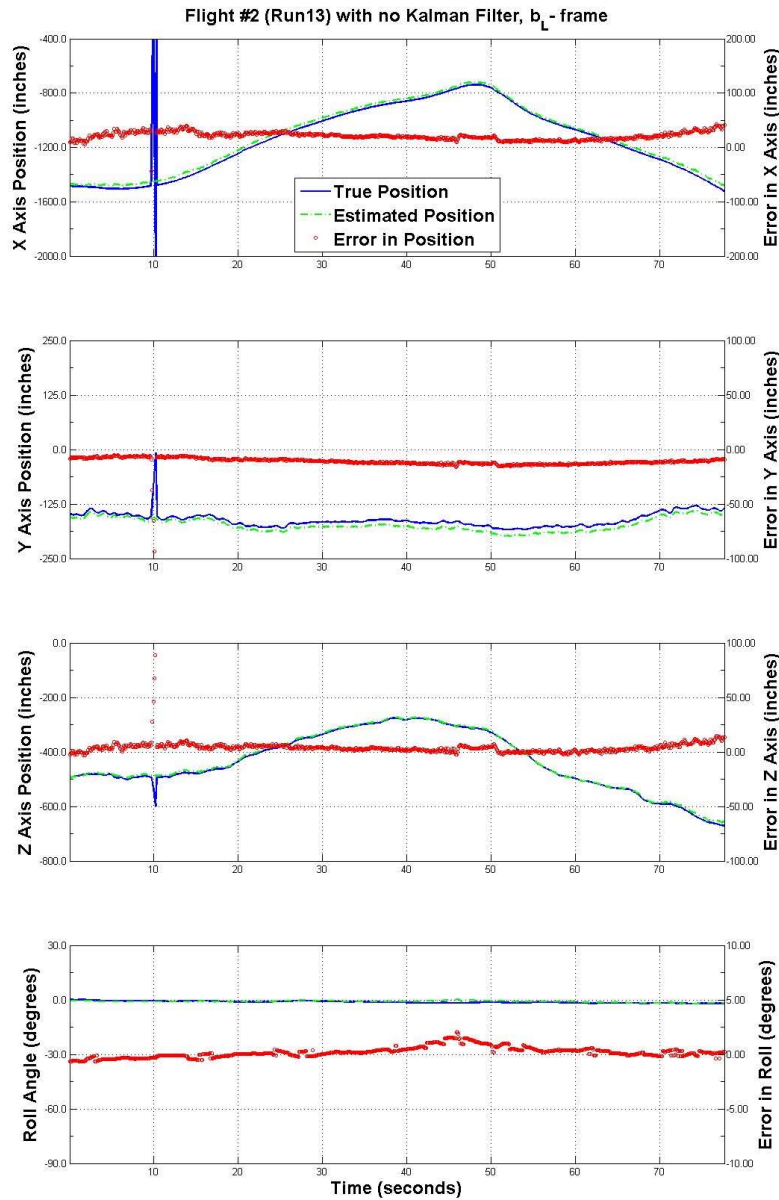 Flight #2 (Run13) with no Kalman Filter, bL- frame
X Axis Position (inches)
-400.0
-800.0
-1200.0
-1600.0
-2000.0
200.00
100.00
0.00
-100.00
-200.00
Error in X Axis (inches)
True Position
Estimated Position
Error in Position
10 20 30 40 50 60 70
Y Axis Position (inches)
250.0
125.0
0.0
-125.0
-250.0
100.00
50.00
0.00
-50.00
-100.00
Error in Y Axis (inches)
10 20 30 40 50 60 70
Z Axis Position (inches)
0.0
-200.0
-400.0
-600.0
-800.0
100.00
50.00
0.00
-50.00
-100.00
Error in Z Axis (inches)
10 20 30 40 50 60 70
Roll Angle (degrees)
30.0
0.0
-30.0
-60.0
-90.0
10.00
5.00
0.00
5.00
10.00
Error in Roll (degrees)
10 20 30 40 50 60 70
Time (seconds)